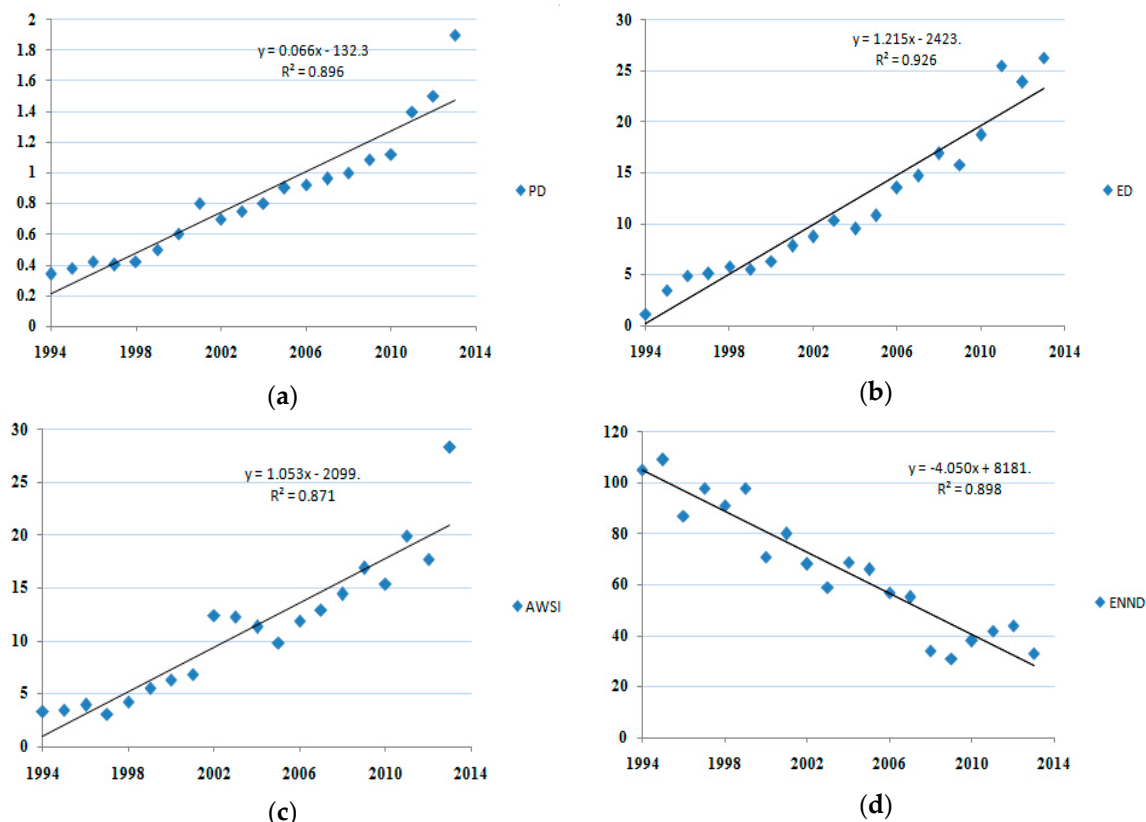 2
1.8
1.6
1.4
1.2
1
0.8
0.6
0.4
0.2
0
y = 0.066x - 132.3
R² = 0.896
PD
1994 1998 2002 2006 2010 2014
(a)
30
25
20
15
10
5
0
y = 1.215x - 2423.
R² = 0.926
ED
1994 1998 2002 2006 2010 2014
(b)
30
25
20
15
10
5
0
y = 1.053x - 2099.
R² = 0.871
AWSI
1994 1998 2002 2006 2010 2014
(c)
120
100
80
60
40
20
0
y = -4.050x + 8181.
R² = 0.898
ENND
1994 1998 2002 2006 2010 2014
(d)